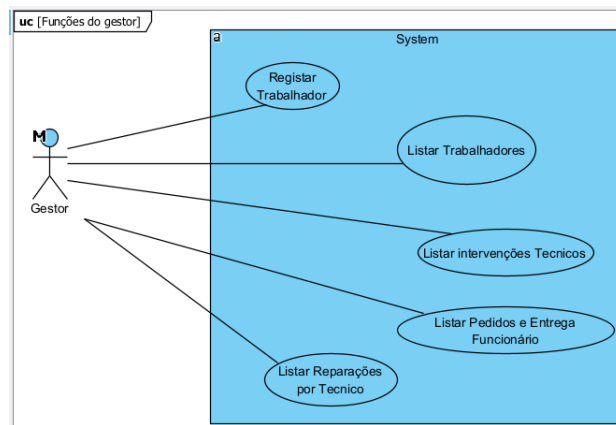 uc [Funções do gestor]
a
System
Registar
Trabalhador
M
Listar Trabalhadores
Gestor
Listar intervenções Tecnicos
Listar Pedidos e Entrega
Funcionário
Listar Reparações
por Tecnico